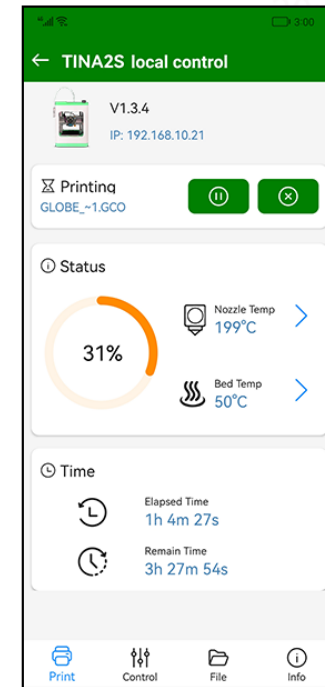 3:00
TINA2S local control
V1.3.4
IP: 192.168.10.21
Printing
GLOBE_~1.GCO
Status
31%
Nozzle Temp
199°C
Bed Temp
50°C
Time
Elapsed Time
1h 4m 27s
Remain Time
3h 27m 54s
Print Control File Info